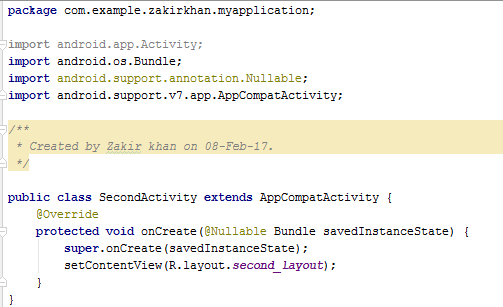 package com.example.zakirkhan.myapplication;
import android.app.Activity;
import android.os.Bundle;
import android.support.annotation.Nullable;
import android.support.v7.app.AppCompatActivity;
/**
 * Created by Zakir khan on 08-Feb-17.
 */
public class SecondActivity extends AppCompatActivity {
    @Override
    protected void onCreate(@Nullable Bundle savedInstanceState) {
        super.onCreate(savedInstanceState);
        setContentView(R.layout.second_layout);
    }
}